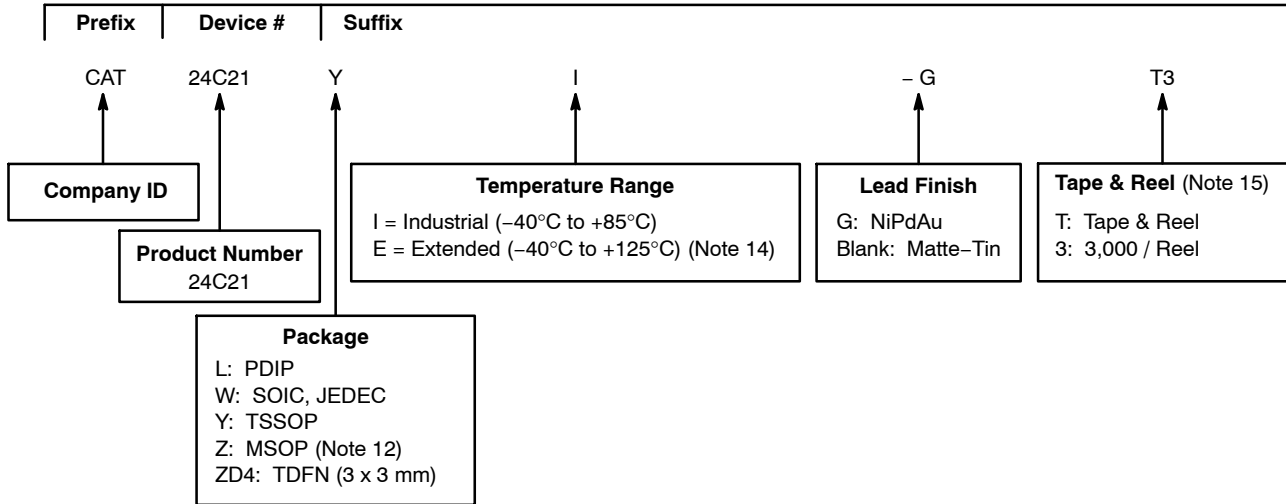 Prefix Device # Suffix
CAT 24C21 Y I – G T3
Company ID
Product Number
24C21
Package
L: PDIP
W: SOIC, JEDEC
Y: TSSOP
Z: MSOP (Note 12)
ZD4: TDFN (3 x 3 mm)
Temperature Range
I = Industrial (−40°C to +85°C)
E = Extended (−40°C to +125°C) (Note 14)
Lead Finish
G: NiPdAu
Blank: Matte−Tin
Tape & Reel (Note 15)
T: Tape & Reel
3: 3,000 / Reel